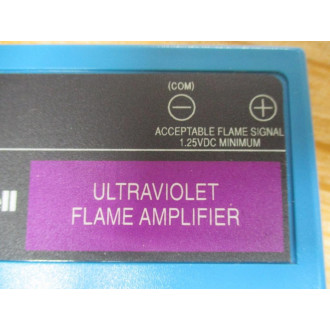 (COM)
ACCEPTABLE FLAME SIGNAL
1.25VDC MINIMUM
ULTRAVIOLET
FLAME AMPLIFIER